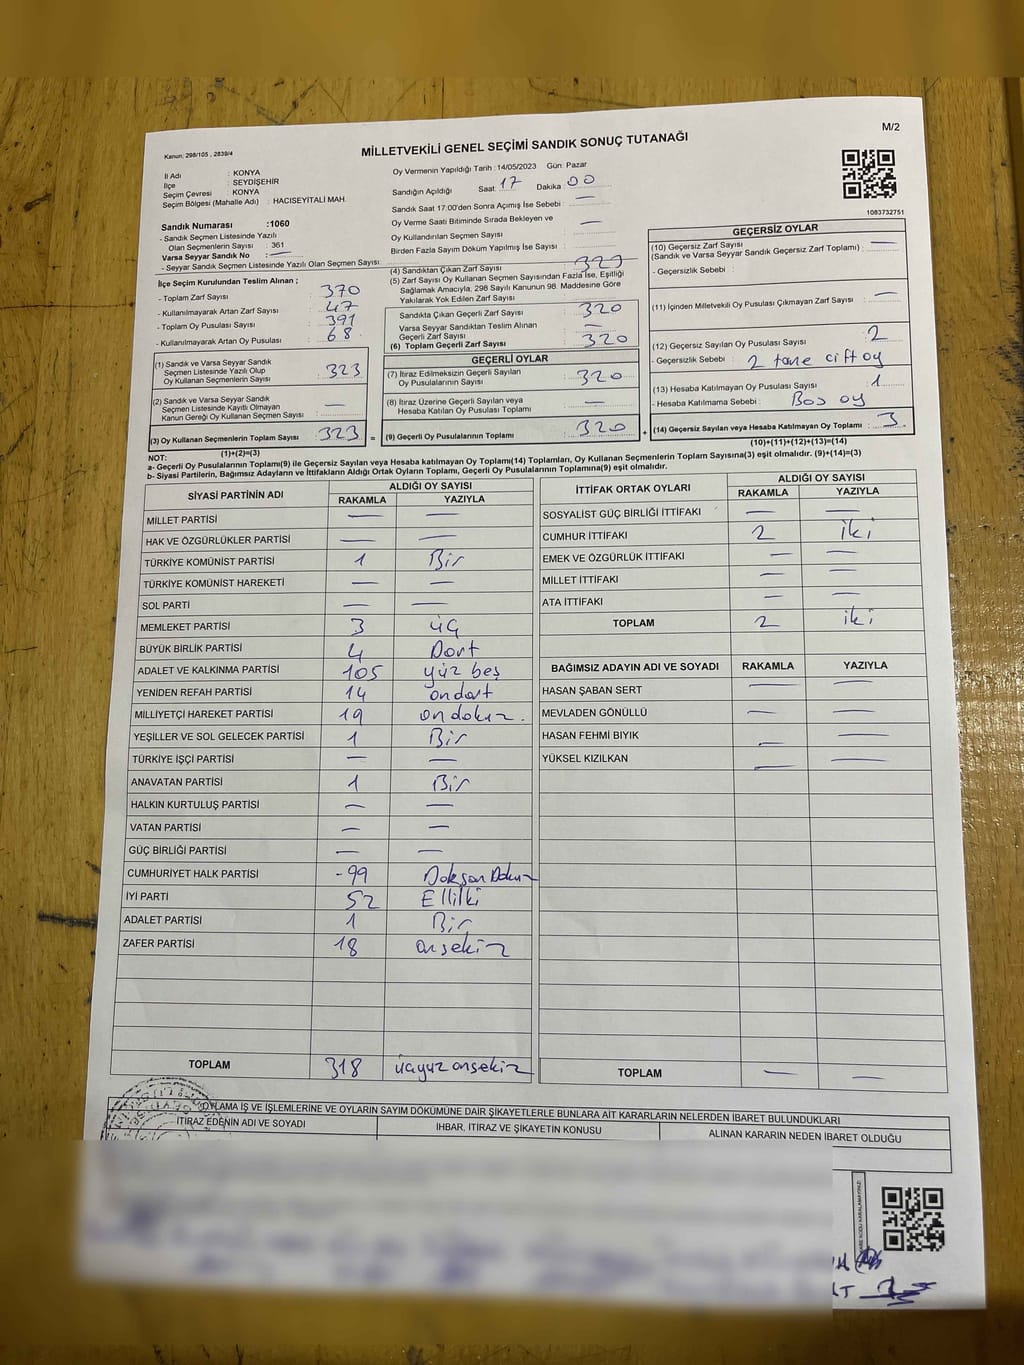 M/2
Kanun: 298/105 , 2839/4
MİLLETVEKİLİ GENEL SEÇİMİ SANDIK SONUÇ TUTANAĞI
İl Adı : KONYA
İlçe : SEYDİŞEHİR
Seçim Çevresi : KONYA
Seçim Bölgesi (Mahalle Adı) : HACISEYİTALİ MAH.
Sandık Numarası :1060
- Sandık Seçmen Listesinde Yazılı
Olan Seçmenlerin Sayısı : 361
Varsa Seyyar Sandık No : —
- Seyyar Sandık Seçmen Listesinde Yazılı Olan Seçmen Sayısı:
Oy Vermenin Yapıldığı Tarih :14/05/2023 Gün: Pazar
Sandığın Açıldığı Saat: 17 Dakika 00
Sandık Saat 17:00'den Sonra Açımış İse Sebebi : —
Oy Verme Saati Bitiminde Sırada Bekleyen ve
Oy Kullandırılan Seçmen Sayısı : —
Birden Fazla Sayım Döküm Yapılmış İse Sayısı :
1083732751
İlçe Seçim Kurulundan Teslim Alınan ;
- Toplam Zarf Sayısı : 370
- Kullanılmayarak Artan Zarf Sayısı : 47
- Toplam Oy Pusulası Sayısı : 391
- Kullanılmayarak Artan Oy Pusulası : 68
(1) Sandık ve Varsa Seyyar Sandık
Seçmen Listesinde Yazılı Olup
Oy Kullanan Seçmenlerin Sayısı : 323
(2) Sandık ve Varsa Seyyar Sandık
Seçmen Listesinde Kayıtlı Olmayan
Kanun Gereği Oy Kullanan Seçmen Sayısı : —
(3) Oy Kullanan Seçmenlerin Toplam Sayısı : 323 =
(1)+(2)=(3)
(4) Sandıktan Çıkan Zarf Sayısı :
(5) Zarf Sayısı Oy Kullanan Seçmen Sayısından Fazla İse, Eşitliği
Sağlamak Amacıyla, 298 Sayılı Kanunun 98. Maddesine Göre
Yakılarak Yok Edilen Zarf Sayısı :
Sandıkta Çıkan Geçerli Zarf Sayısı : 320
Varsa Seyyar Sandıktan Teslim Alınan
Geçerli Zarf Sayısı : —
(6) Toplam Geçerli Zarf Sayısı : 320
GEÇERLİ OYLAR
(7) İtiraz Edilmeksizin Geçerli Sayılan
Oy Pusulalarının Sayısı : 320
(8) İtiraz Üzerine Geçerli Sayılan veya
Hesaba Katılan Oy Pusulası Toplamı : —
(9) Geçerli Oy Pusulalarının Toplamı : 320 +
GEÇERSİZ OYLAR
(10) Geçersiz Zarf Sayısı : —
(Sandık ve Varsa Seyyar Sandık Geçersiz Zarf Toplamı)
- Geçersizlik Sebebi :
(11) İçinden Milletvekili Oy Pusulası Çıkmayan Zarf Sayısı : —
(12) Geçersiz Sayılan Oy Pusulası Sayısı : 2
- Geçersizlik Sebebi : 2 tane çift oy
(13) Hesaba Katılmayan Oy Pusulası Sayısı : 1
- Hesaba Katılmama Sebebi : Boş oy
(14) Geçersiz Sayılan veya Hesaba Katılmayan Oy Toplamı : 3
(10)+(11)+(12)+(13)=(14)
NOT:
a- Geçerli Oy Pusulalarının Toplamı(9) ile Geçersiz Sayılan veya Hesaba katılmayan Oy Toplamı(14) Toplamları, Oy Kullanan Seçmenlerin Toplam Sayısına(3) eşit olmalıdır. (9)+(14)=(3)
b- Siyasi Partilerin, Bağımsız Adayların ve İttifakların Aldığı Ortak Oyların Toplamı, Geçerli Oy Pusulalarının Toplamına(9) eşit olmalıdır.
SİYASİ PARTİNİN ADI ALDIĞI OY SAYISI
RAKAMLA YAZIYLA
MİLLET PARTİSİ — —
HAK VE ÖZGÜRLÜKLER PARTİSİ — —
TÜRKİYE KOMÜNİST PARTİSİ 1 Bir
TÜRKİYE KOMÜNİST HAREKETİ — —
SOL PARTİ — —
MEMLEKET PARTİSİ 3 üç
BÜYÜK BİRLİK PARTİSİ 4 Dört
ADALET VE KALKINMA PARTİSİ 105 yüz beş
YENİDEN REFAH PARTİSİ 14 ondört
MİLLİYETÇİ HAREKET PARTİSİ 19 ondokuz.
YEŞİLLER VE SOL GELECEK PARTİSİ 1 Bir
TÜRKİYE İŞÇİ PARTİSİ — —
ANAVATAN PARTİSİ 1 Bir
HALKIN KURTULUŞ PARTİSİ — —
VATAN PARTİSİ — —
GÜÇ BİRLİĞİ PARTİSİ — —
CUMHURİYET HALK PARTİSİ -99 Doksan Dokuz
İYİ PARTİ 52 Elliiki
ADALET PARTİSİ 1 Bir
ZAFER PARTİSİ 18 onsekiz
TOPLAM 318 üçyüzonsekiz
İTTİFAK ORTAK OYLARI ALDIĞI OY SAYISI
RAKAMLA YAZIYLA
SOSYALİST GÜÇ BİRLİĞİ İTTİFAKI — —
CUMHUR İTTİFAKI 2 iki
EMEK VE ÖZGÜRLÜK İTTİFAKI — —
MİLLET İTTİFAKI — —
ATA İTTİFAKI — —
TOPLAM 2 iki
BAĞIMSIZ ADAYIN ADI VE SOYADI RAKAMLA YAZIYLA
HASAN ŞABAN SERT — —
MEVLADEN GÖNÜLLÜ — —
HASAN FEHMİ BIYIK — —
YÜKSEL KIZILKAN — —
TOPLAM — —
OYLAMA İŞ VE İŞLEMLERİNE VE OYLARIN SAYIM DÖKÜMÜNE DAİR ŞİKAYETLERLE BUNLARA AİT KARARLARIN NELERDEN İBARET BULUNDUKLARI
İTİRAZ EDENİN ADI VE SOYADI İHBAR, İTİRAZ VE ŞİKAYETİN KONUSU ALINAN KARARIN NEDEN İBARET OLDUĞU